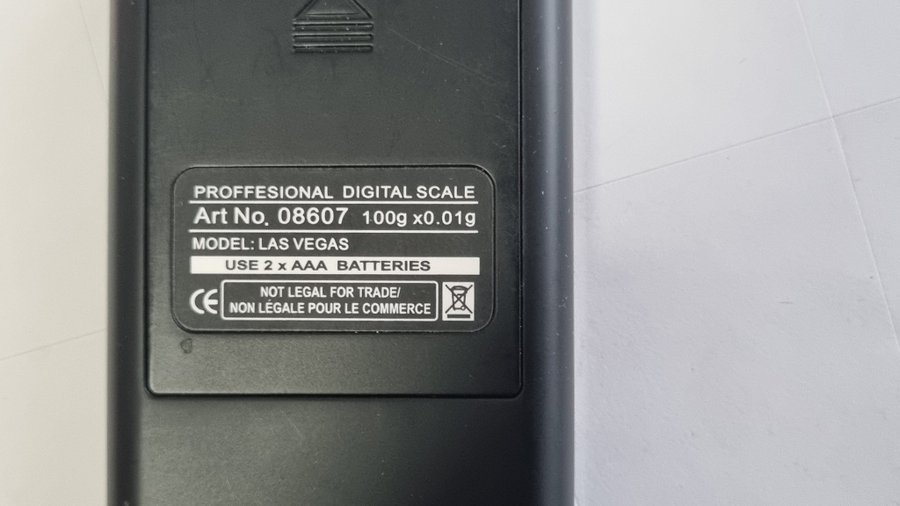 PROFFESIONAL DIGITAL SCALE
Art No. 08607 100g x0.01g
MODEL: LAS VEGAS
USE 2 x AAA BATTERIES
CE NOT LEGAL FOR TRADE/
NON LÉGALE POUR LE COMMERCE